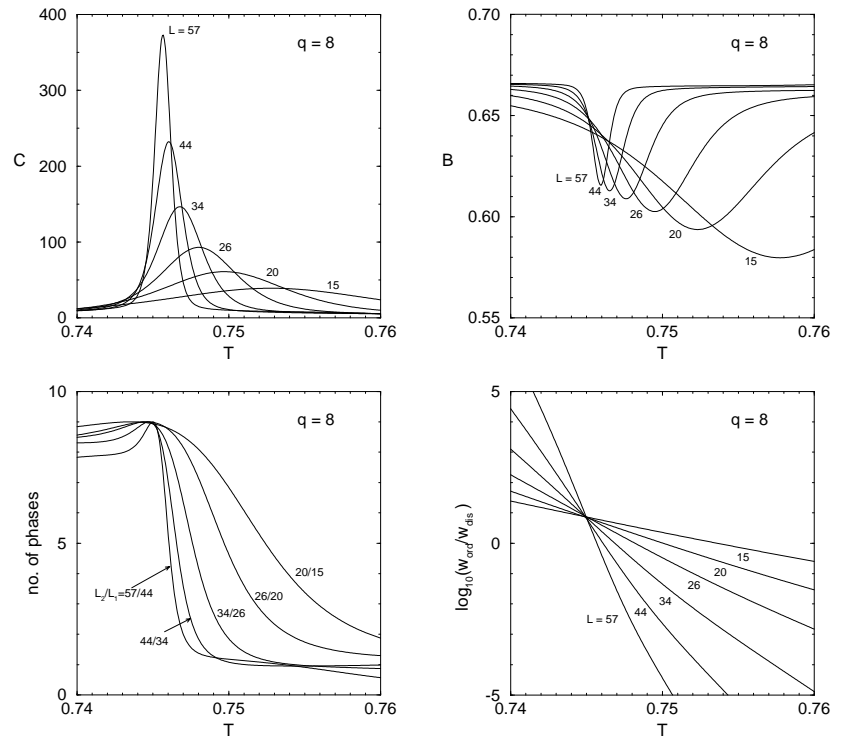 400
300
200
100
0
C
0.74
0.75
0.76
T
q = 8
L = 57
44
34
26
20
15
0.70
0.65
0.60
0.55
B
0.74
0.75
0.76
T
q = 8
L = 57
44
34
26
20
15
10
5
0
no. of phases
0.74
0.75
0.76
T
q = 8
L2/L1=57/44
44/34
34/26
26/20
20/15
5
0
-5
log10(word/wdis )
0.74
0.75
0.76
T
q = 8
15
20
26
34
44
L = 57